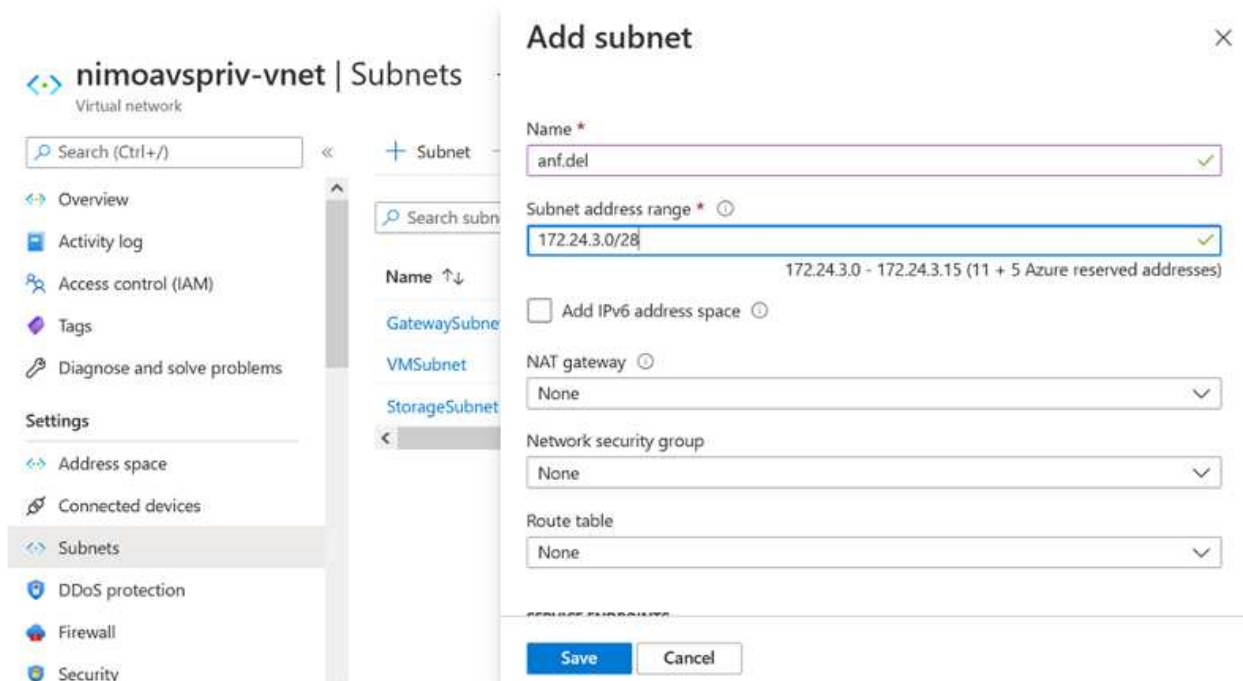 nimoavspriv-vnet | Subnets
Virtual network
Search (Ctrl+/)
«
Overview
Activity log
Access control (IAM)
Tags
Diagnose and solve problems
Settings
Address space
Connected devices
Subnets
DDoS protection
Firewall
Security
+ Subnet
Search subn
Name ↑↓
GatewaySubne
VMSubnet
StorageSubnet
Add subnet
Name *
anf.del
Subnet address range *
172.24.3.0/28
172.24.3.0 - 172.24.3.15 (11 + 5 Azure reserved addresses)
Add IPv6 address space
NAT gateway
None
Network security group
None
Route table
None
SERVICE ENDPOINTS
Save
Cancel